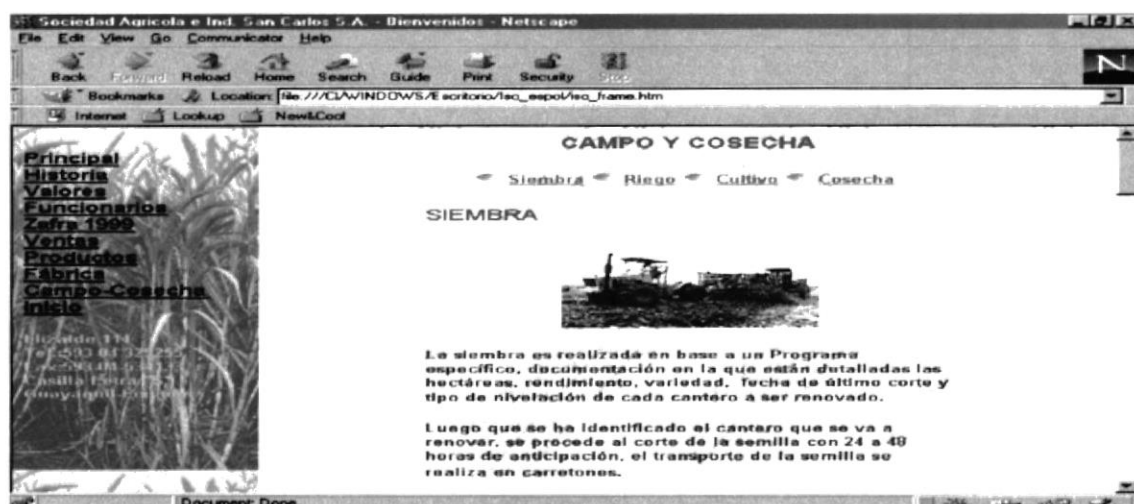 Sociedad Agricola e Ind. San Carlos S.A. - Bienvenidos - Netscape
File Edit View Go Communicator Help
Back Forward Reload Home Search Guide Print Security Stop
Bookmarks Location: file:///C|/WINDOWS/Escritorio/Isc_espol/isc_frame.htm
Internet Lookup New&Cool
Principal
Historia
Valores
Funcionarios
Zafra 1999
Ventas
Productos
Fábrica
Campo-Cosecha
Inicio
Elizalde 114
Guayaquil
CAMPO Y COSECHA
Siembra Riego Cultivo Cosecha
SIEMBRA
La siembra es realizada en base a un Programa
específico, documentación en la que están detalladas las
hectáreas, rendimiento, variedad, fecha de último corte y
tipo de nivelación de cada cantero a ser renovado.
Luego que se ha identificado el cantero que se va a
renovar, se procede al corte de la semilla con 24 a 48
horas de anticipación, el transporte de la semilla se
realiza en carretones.
Document: Done